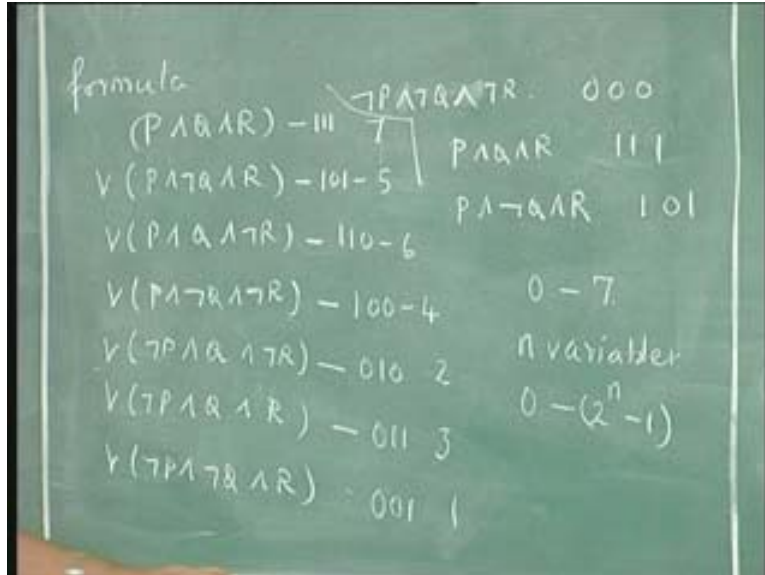 formula
(P∧Q∧R) – 111 7
∨(P∧¬Q∧R) – 101 – 5
∨(P∧Q∧¬R) – 110 – 6
∨(P∧¬Q∧¬R) – 100 – 4
∨(¬P∧Q∧¬R) – 010 2
∨(¬P∧Q∧R) – 011 3
∨(¬P∧¬Q∧R) 001 1
¬P∧¬Q∧¬R. 000
P∧Q∧R 111
P∧¬Q∧R 101
0 – 7
n variables
0 – (2ⁿ – 1)